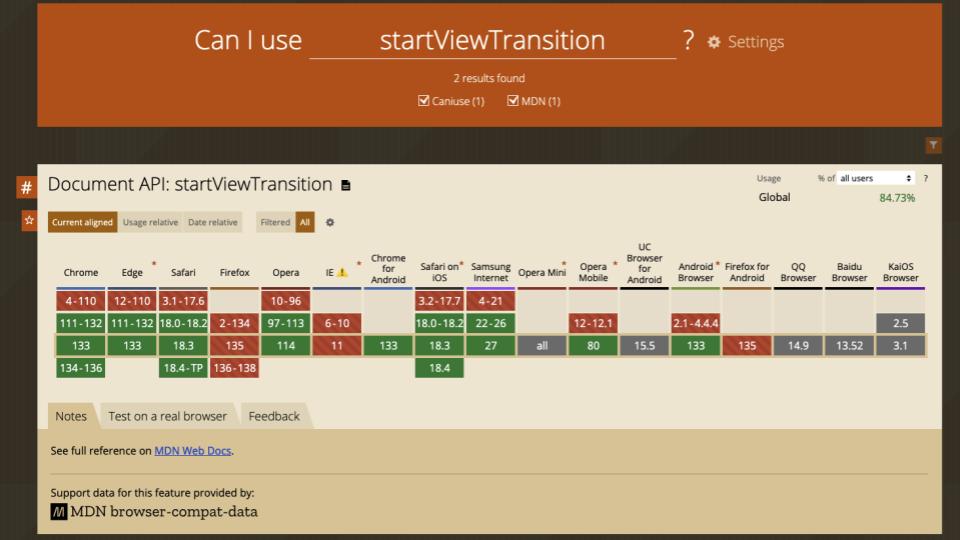 Can I use startViewTransition ? Settings
2 results found
Caniuse (1) MDN (1)
#
Document API: startViewTransition
Usage % of all users ?
Global 84.73%
Current aligned Usage relative Date relative Filtered All
Chrome Edge * Safari Firefox Opera IE * Chrome for Android Safari on iOS * Samsung Internet Opera Mini * Opera Mobile * UC Browser for Android Android Browser * Firefox for Android QQ Browser Baidu Browser KaiOS Browser
4-110 12-110 3.1-17.6 10-96 3.2-17.7 4-21
111-132 111-132 18.0-18.2 2-134 97-113 6-10 18.0-18.2 22-26 12-12.1 2.1-4.4.4 2.5
133 133 18.3 135 114 11 133 18.3 27 all 80 15.5 133 135 14.9 13.52 3.1
134-136 18.4-TP 136-138 18.4
Notes Test on a real browser Feedback
See full reference on MDN Web Docs.
Support data for this feature provided by:
MDN browser-compat-data